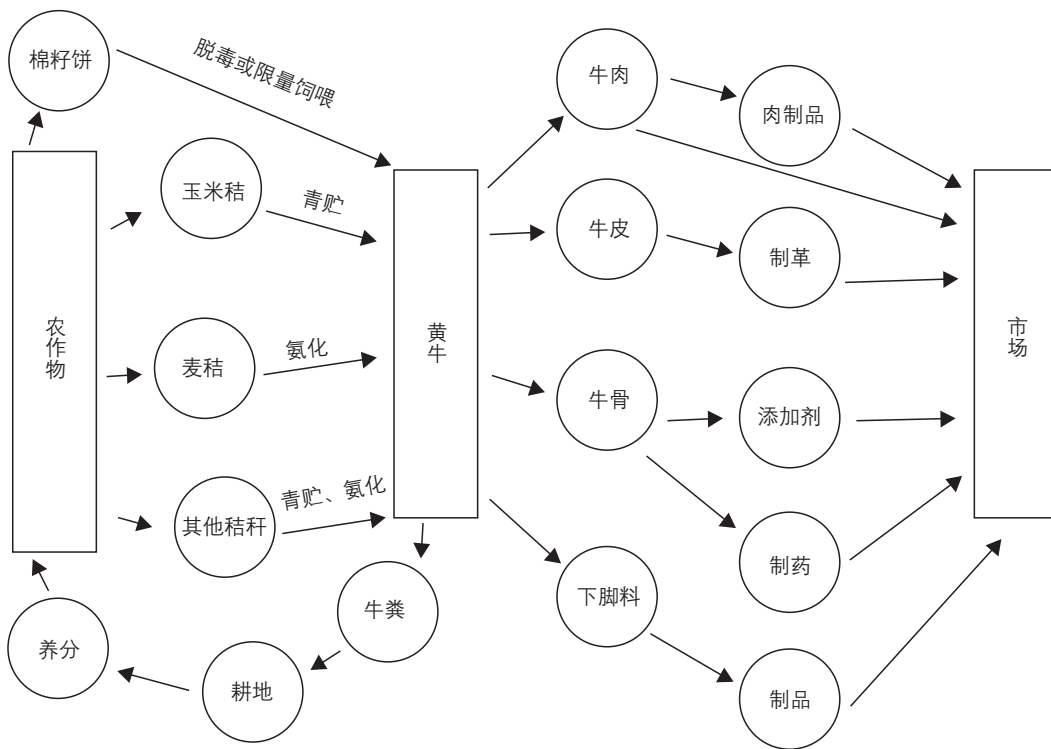 棉籽饼
脱毒或限量饲喂
牛肉
肉制品
玉米秸
青贮
牛皮
制革
农作物
麦秸
氨化
黄牛
牛骨
添加剂
市场
其他秸秆
青贮、氨化
制药
养分
耕地
牛粪
下脚料
制品